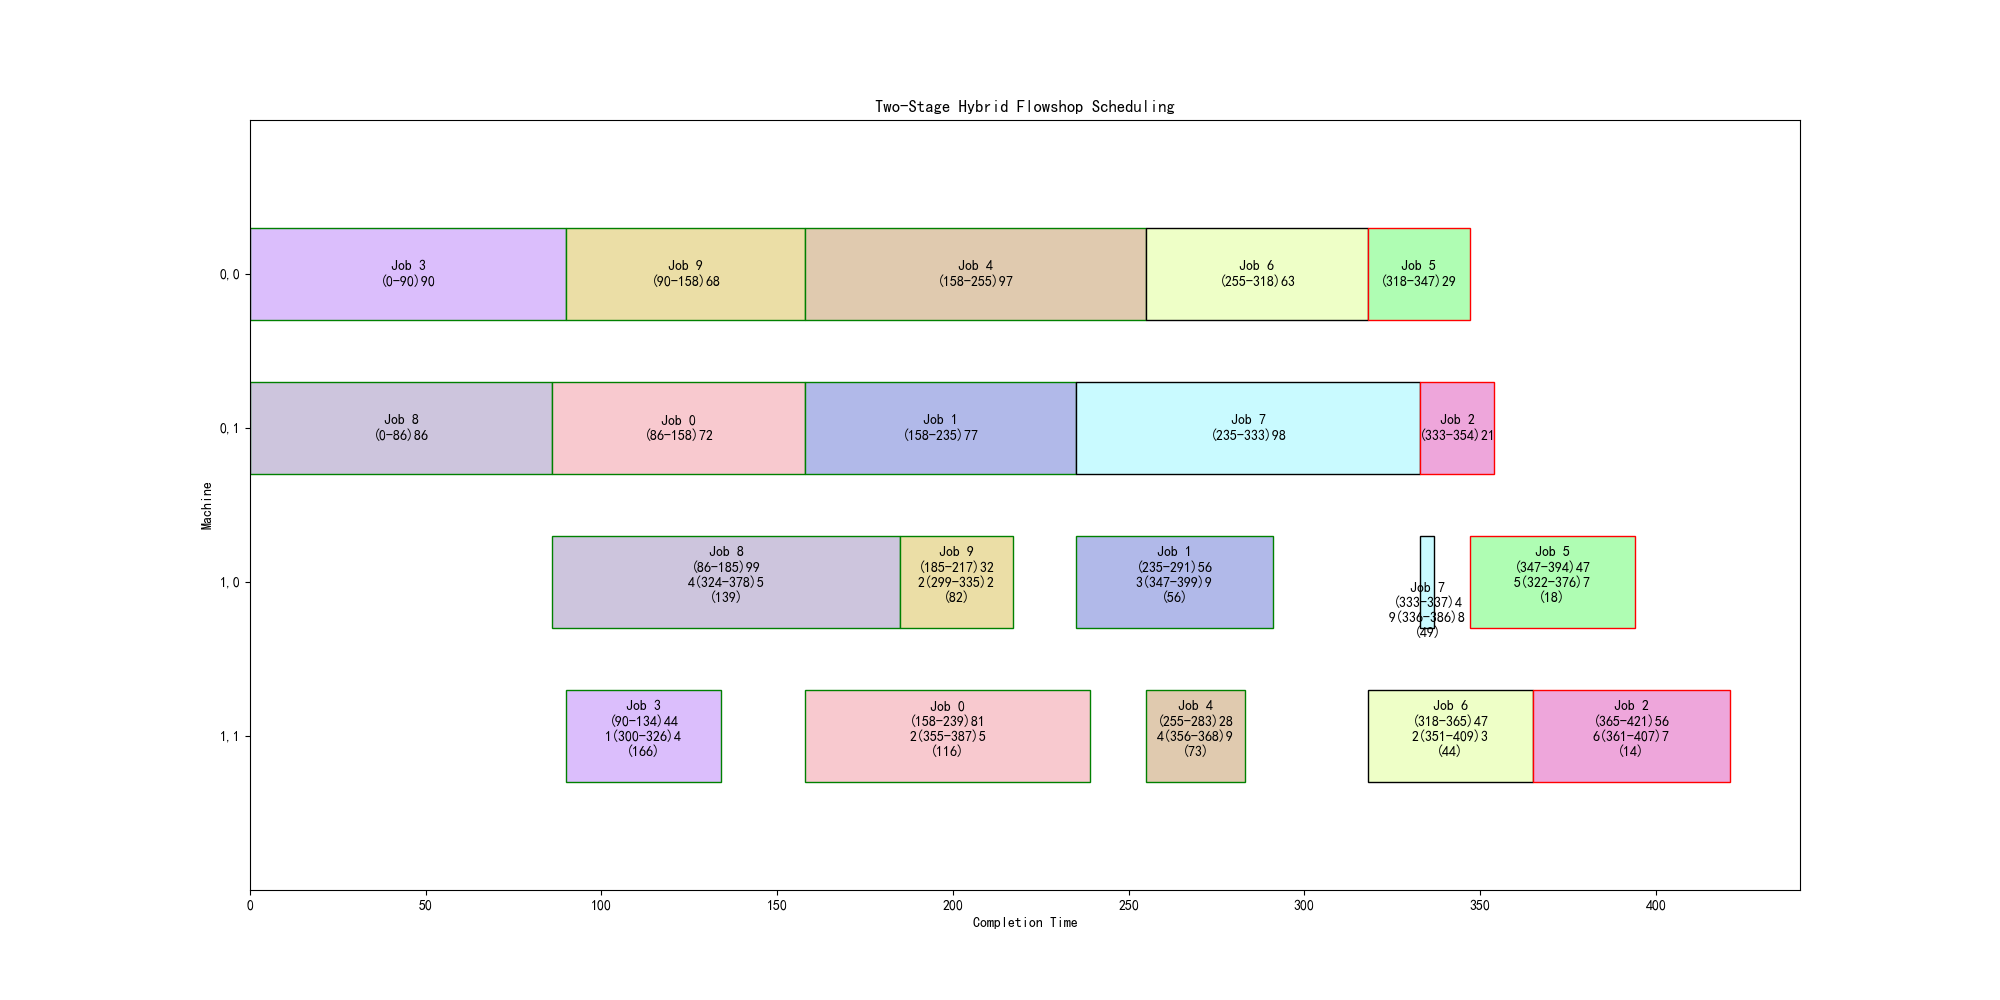 Two-Stage Hybrid Flowshop Scheduling
Machine
0,0
Job 3
(0-90)90
Job 9
(90-158)68
Job 4
(158-255)97
Job 6
(255-318)63
Job 5
(318-347)29
0,1
Job 8
(0-86)86
Job 0
(86-158)72
Job 1
(158-235)77
Job 7
(235-333)98
Job 2
(333-354)21
1,0
Job 8
(86-185)99
4(324-378)5
(139)
Job 9
(185-217)32
2(299-335)2
(82)
Job 1
(235-291)56
3(347-399)9
(56)
Job 7
(333-337)4
9(336-386)8
(49)
Job 5
(347-394)47
5(322-376)7
(18)
1,1
Job 3
(90-134)44
1(300-326)4
(166)
Job 0
(158-239)81
2(355-387)5
(116)
Job 4
(255-283)28
4(356-368)9
(73)
Job 6
(318-365)47
2(351-409)3
(44)
Job 2
(365-421)56
6(361-407)7
(14)
0 50 100 150 200 250 300 350 400
Completion Time